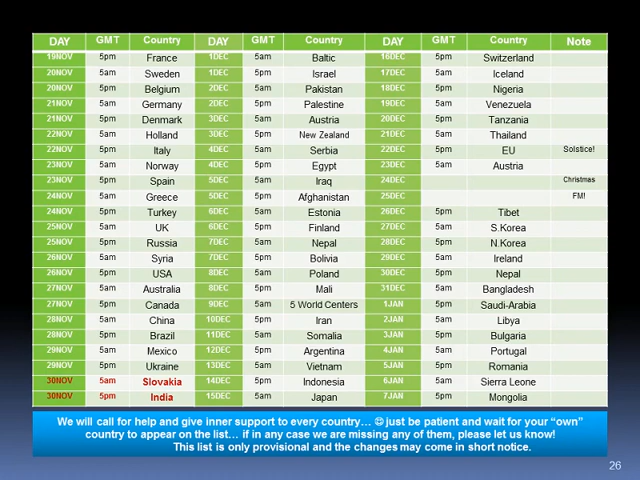 DAY GMT Country DAY GMT Country DAY GMT Country Note
19NOV 5pm France 1DEC 5am Baltic 16DEC 5pm Switzerland
20NOV 5am Sweden 1DEC 5am Israel 17DEC 5am Iceland
20NOV 5pm Belgium 2DEC 5am Pakistan 18DEC 5pm Nigeria
21NOV 5am Germany 2DEC 5pm Palestine 19DEC 5am Venezuela
21NOV 5pm Denmark 3DEC 5am Austria 20DEC 5pm Tanzania
22NOV 5am Holland 3DEC 5pm New Zealand 21DEC 5am Thailand
22NOV 5pm Italy 4DEC 5am Serbia 22DEC 5pm EU Solstice!
23NOV 5am Norway 4DEC 5pm Egypt 23DEC 5am Austria
23NOV 5pm Spain 5DEC 5am Iraq 24DEC Christmas
24NOV 5am Greece 5DEC 5pm Afghanistan 25DEC FM!
24NOV 5pm Turkey 6DEC 5am Estonia 26DEC 5pm Tibet
25NOV 5am UK 6DEC 5pm Finland 27DEC 5am S.Korea
25NOV 5pm Russia 7DEC 5am Nepal 28DEC 5pm N.Korea
26NOV 5am Syria 7DEC 5pm Bolivia 29DEC 5am Ireland
26NOV 5pm USA 8DEC 5am Poland 30DEC 5pm Nepal
27NOV 5am Australia 8DEC 5pm Mali 31DEC 5am Bangladesh
27NOV 5pm Canada 9DEC 5am 5 World Centers 1JAN 5pm Saudi-Arabia
28NOV 5am China 10DEC 5pm Iran 2JAN 5am Libya
28NOV 5pm Brazil 11DEC 5am Somalia 3JAN 5pm Bulgaria
29NOV 5am Mexico 12DEC 5pm Argentina 4JAN 5am Portugal
29NOV 5pm Ukraine 13DEC 5am Vietnam 5JAN 5pm Romania
30NOV 5am Slovakia 14DEC 5pm Indonesia 6JAN 5am Sierra Leone
30NOV 5pm India 15DEC 5am Japan 7JAN 5pm Mongolia
We will call for help and give inner support to every country… ☺ just be patient and wait for your “own”
country to appear on the list… if in any case we are missing any of them, please let us know!
This list is only provisional and the changes may come in short notice.
26